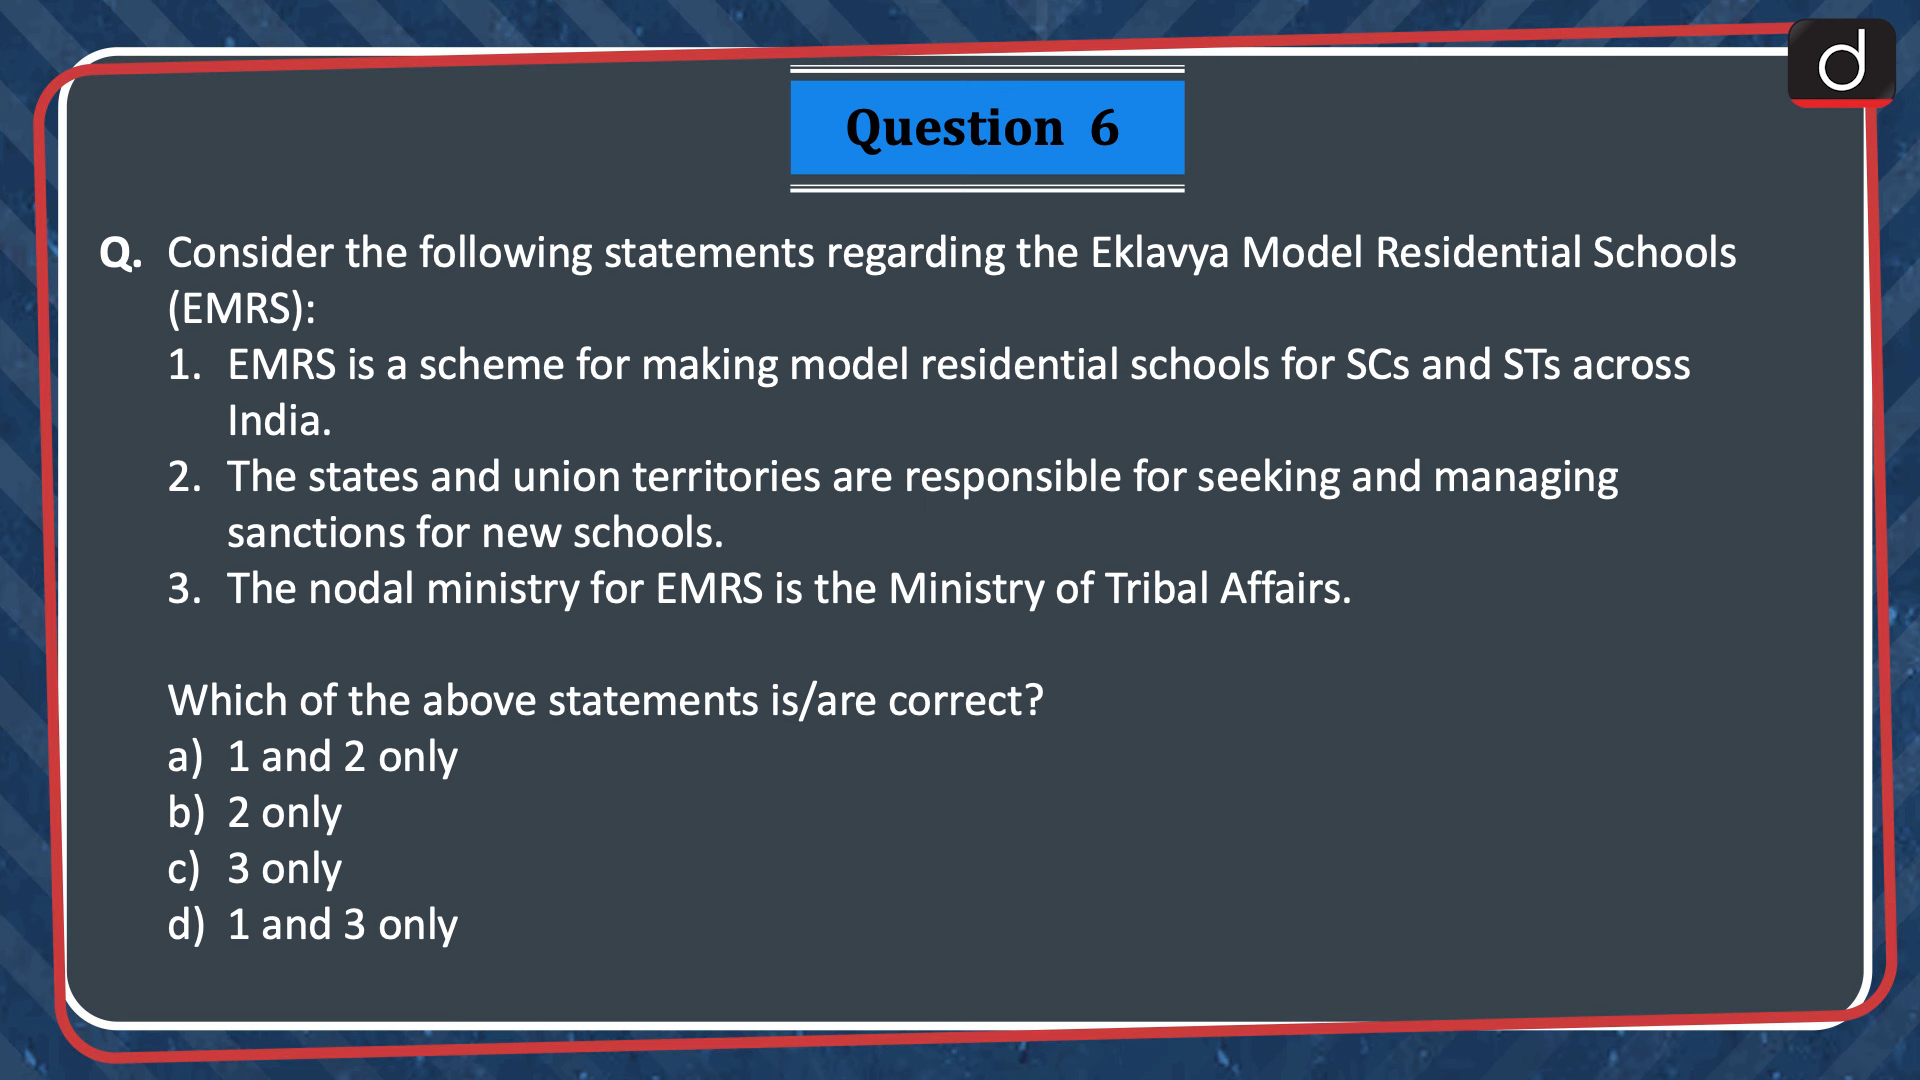 Question 6
Q. Consider the following statements regarding the Eklavya Model Residential Schools
(EMRS):
1. EMRS is a scheme for making model residential schools for SCs and STs across
India.
2. The states and union territories are responsible for seeking and managing
sanctions for new schools.
3. The nodal ministry for EMRS is the Ministry of Tribal Affairs.
Which of the above statements is/are correct?
a) 1 and 2 only
b) 2 only
c) 3 only
d) 1 and 3 only